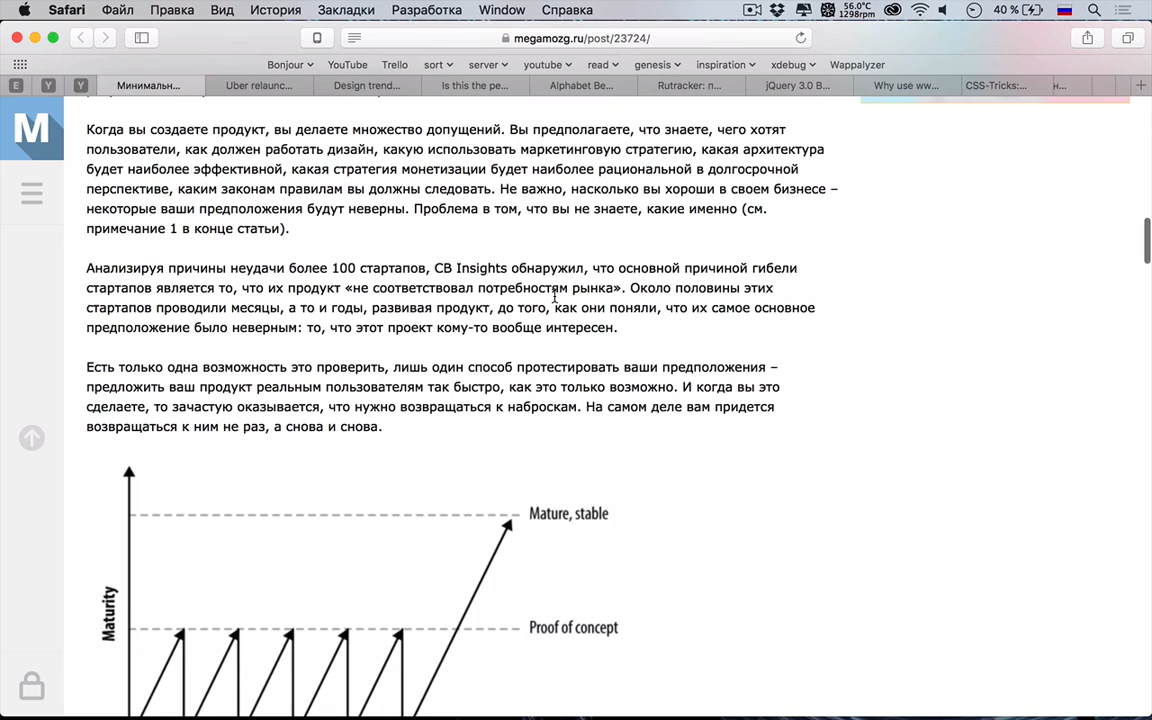 Safari Файл Правка Вид История Закладки Разработка Window Справка 56.0°C 1298rpm 40 %
megamozg.ru/post/23724/
Bonjour YouTube Trello sort server youtube read genesis inspiration xdebug Wappalyzer
E Y Y Минимальн... Uber relaunc... Design trend... Is this the pe... Alphabet Be... Rutracker: п... jQuery 3.0 B... Why use ww... CSS-Tricks:...
M
Когда вы создаете продукт, вы делаете множество допущений. Вы предполагаете, что знаете, чего хотят
пользователи, как должен работать дизайн, какую использовать маркетинговую стратегию, какая архитектура
будет наиболее эффективной, какая стратегия монетизации будет наиболее рациональной в долгосрочной
перспективе, каким законам правилам вы должны следовать. Не важно, насколько вы хороши в своем бизнесе –
некоторые ваши предположения будут неверны. Проблема в том, что вы не знаете, какие именно (см.
примечание 1 в конце статьи).
Анализируя причины неудачи более 100 стартапов, CB Insights обнаружил, что основной причиной гибели
стартапов является то, что их продукт «не соответствовал потребностям рынка». Около половины этих
стартапов проводили месяцы, а то и годы, развивая продукт, до того, как они поняли, что их самое основное
предположение было неверным: то, что этот проект кому-то вообще интересен.
Есть только одна возможность это проверить, лишь один способ протестировать ваши предположения –
предложить ваш продукт реальным пользователям так быстро, как это только возможно. И когда вы это
сделаете, то зачастую оказывается, что нужно возвращаться к наброскам. На самом деле вам придется
возвращаться к ним не раз, а снова и снова.
Mature, stable
Maturity
Proof of concept